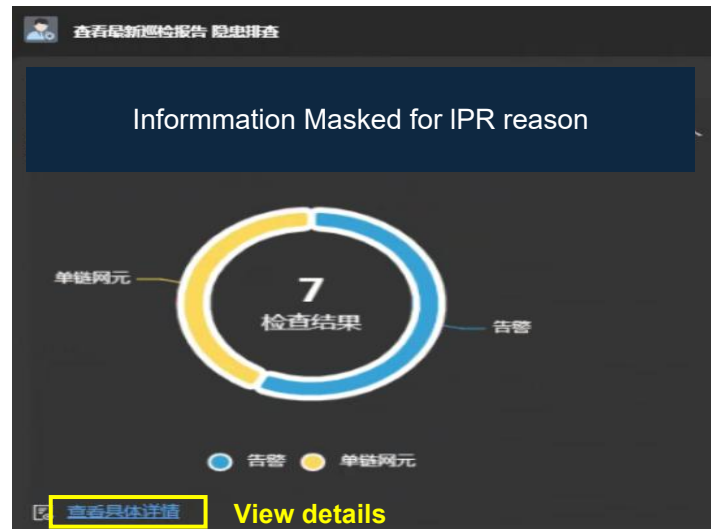 查看最新巡检报告 隐患排查
Informmation Masked for IPR reason
单链网元
7
检查结果
告警
告警 单链网元
查看具体详情 View details